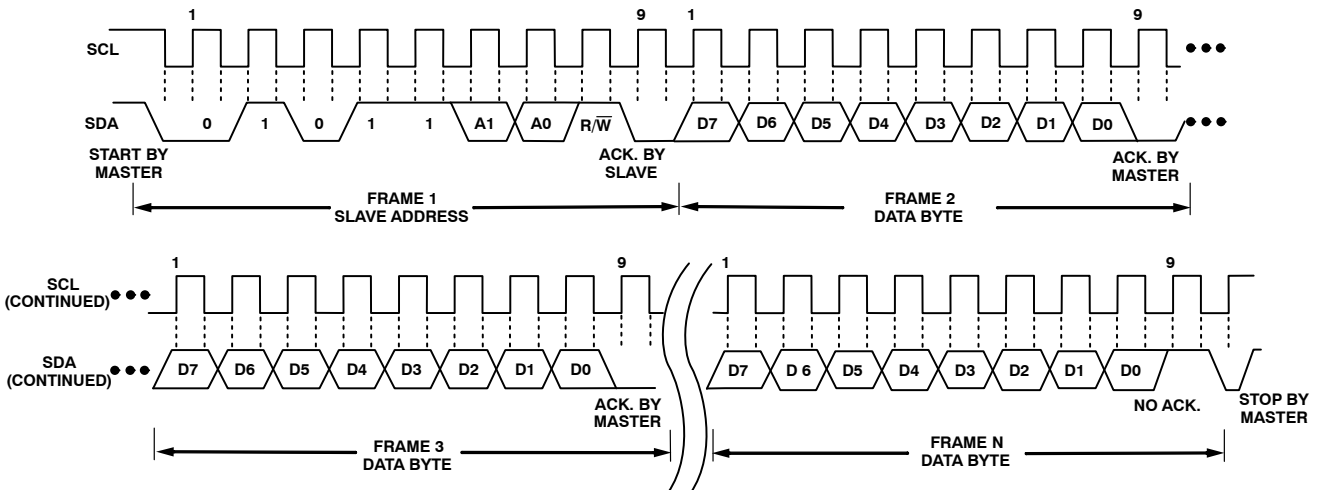 1 9 1 9
SCL
SDA 0 1 0 1 1 A1 A0 R/W̅ D7 D6 D5 D4 D3 D2 D1 D0
START BY
MASTER
ACK. BY
SLAVE
ACK. BY
MASTER
FRAME 1
SLAVE ADDRESS
FRAME 2
DATA BYTE
1 9 1 9
SCL
(CONTINUED)
SDA
(CONTINUED)
D7 D6 D5 D4 D3 D2 D1 D0 D7 D 6 D5 D4 D3 D2 D1 D0
ACK. BY
MASTER
NO ACK.
STOP BY
MASTER
FRAME 3
DATA BYTE
FRAME N
DATA BYTE